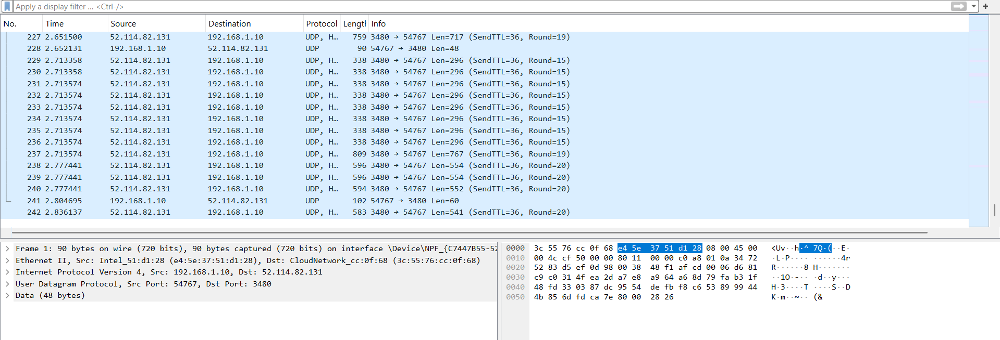 Apply a display filter ... <Ctrl-/>
No. Time Source Destination Protocol Length Info
227 2.651500 52.114.82.131 192.168.1.10 UDP, H... 759 3480 → 54767 Len=717 (SendTTL=36, Round=19)
228 2.652131 192.168.1.10 52.114.82.131 UDP 90 54767 → 3480 Len=48
229 2.713358 52.114.82.131 192.168.1.10 UDP, H... 338 3480 → 54767 Len=296 (SendTTL=36, Round=15)
230 2.713358 52.114.82.131 192.168.1.10 UDP, H... 338 3480 → 54767 Len=296 (SendTTL=36, Round=15)
231 2.713574 52.114.82.131 192.168.1.10 UDP, H... 338 3480 → 54767 Len=296 (SendTTL=36, Round=15)
232 2.713574 52.114.82.131 192.168.1.10 UDP, H... 338 3480 → 54767 Len=296 (SendTTL=36, Round=15)
233 2.713574 52.114.82.131 192.168.1.10 UDP, H... 338 3480 → 54767 Len=296 (SendTTL=36, Round=15)
234 2.713574 52.114.82.131 192.168.1.10 UDP, H... 338 3480 → 54767 Len=296 (SendTTL=36, Round=15)
235 2.713574 52.114.82.131 192.168.1.10 UDP, H... 338 3480 → 54767 Len=296 (SendTTL=36, Round=15)
236 2.713574 52.114.82.131 192.168.1.10 UDP, H... 338 3480 → 54767 Len=296 (SendTTL=36, Round=15)
237 2.713574 52.114.82.131 192.168.1.10 UDP, H... 809 3480 → 54767 Len=767 (SendTTL=36, Round=19)
238 2.777441 52.114.82.131 192.168.1.10 UDP, H... 596 3480 → 54767 Len=554 (SendTTL=36, Round=20)
239 2.777441 52.114.82.131 192.168.1.10 UDP, H... 596 3480 → 54767 Len=554 (SendTTL=36, Round=20)
240 2.777441 52.114.82.131 192.168.1.10 UDP, H... 594 3480 → 54767 Len=552 (SendTTL=36, Round=20)
241 2.804695 192.168.1.10 52.114.82.131 UDP 102 54767 → 3480 Len=60
242 2.836137 52.114.82.131 192.168.1.10 UDP, H... 583 3480 → 54767 Len=541 (SendTTL=36, Round=20)
Frame 1: 90 bytes on wire (720 bits), 90 bytes captured (720 bits) on interface \Device\NPF_{C7447B55-52
Ethernet II, Src: Intel_51:d1:28 (e4:5e:37:51:d1:28), Dst: CloudNetwork_cc:0f:68 (3c:55:76:cc:0f:68)
Internet Protocol Version 4, Src: 192.168.1.10, Dst: 52.114.82.131
User Datagram Protocol, Src Port: 54767, Dst Port: 3480
Data (48 bytes)
0000 3c 55 76 cc 0f 68 e4 5e 37 51 d1 28 08 00 45 00 <Uv··h·^ 7Q·(··E·
0010 00 4c cf 50 00 00 80 11 00 00 c0 a8 01 0a 34 72 ·L·P···· ······4r
0020 52 83 d5 ef 0d 98 00 38 48 f1 af cd 00 06 d6 81 R······8 H·······
0030 c9 c0 31 4f ea 2d a7 e8 a9 64 a6 8d 79 fa b3 1f ··1O·-·· ·d··y···
0040 48 fd 33 03 87 dc 95 54 de fb f8 c6 53 89 99 44 H·3····T ····S··D
0050 4b 85 6d fd ca 7e 80 00 28 26 K·m··~·· (&